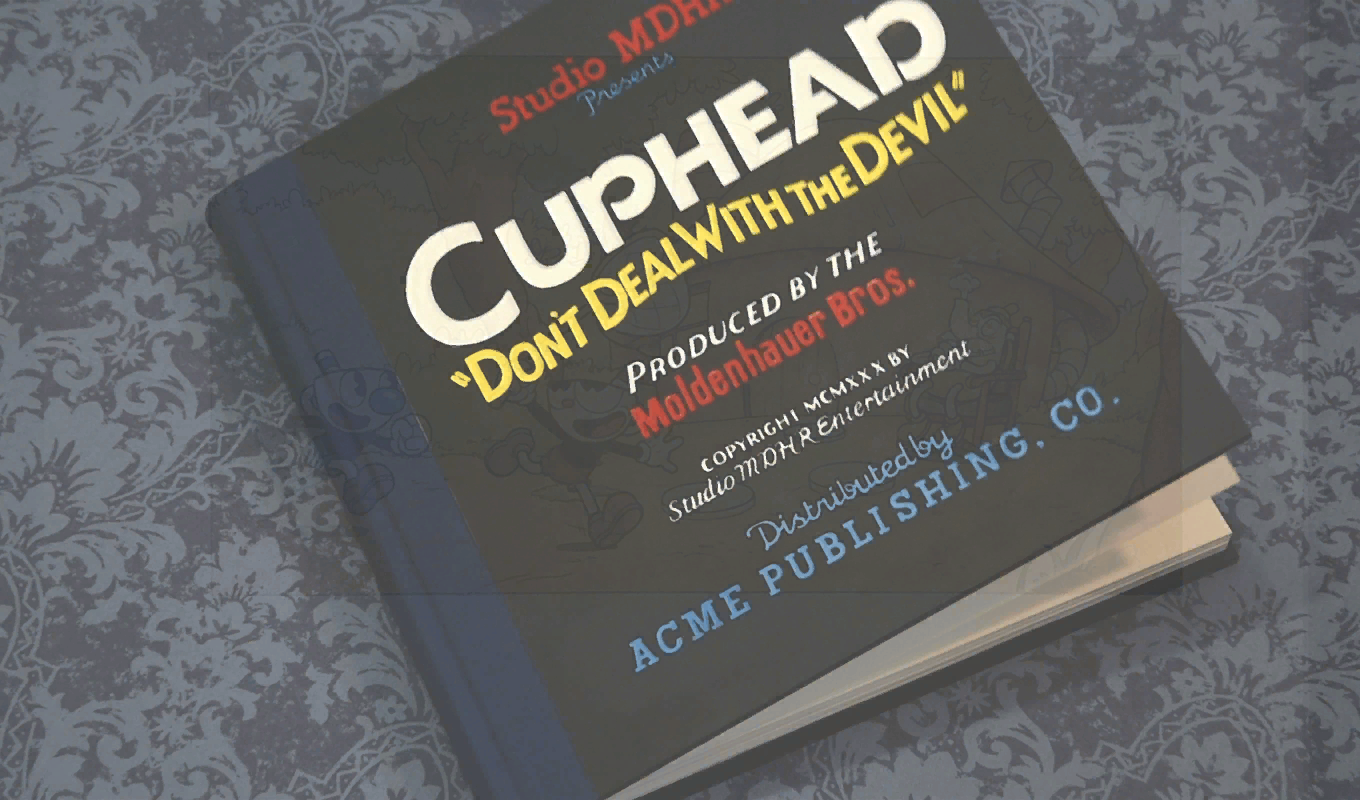 Studio MDHR
Presents
CUPHEAD
"DON'T DEAL WITH THE DEVIL"
PRODUCED BY THE
Moldenhauer Bros.
COPYRIGHT MCMXXX BY
Studio MDHR Entertainment
Distributed by
ACME PUBLISHING. CO.